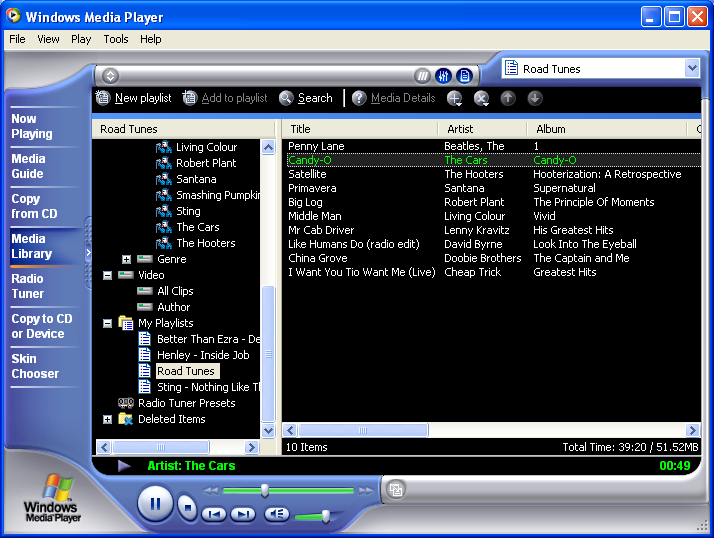 Windows Media Player
File View Play Tools Help
Road Tunes
New playlist Add to playlist Search Media Details
Now Playing
Media Guide
Copy from CD
Media Library
Radio Tuner
Copy to CD or Device
Skin Chooser
Road Tunes
Living Colour
Robert Plant
Santana
Smashing Pumpki
Sting
The Cars
The Hooters
Genre
Video
All Clips
Author
My Playlists
Better Than Ezra - De
Henley - Inside Job
Road Tunes
Sting - Nothing Like Th
Radio Tuner Presets
Deleted Items
Title Artist Album
Penny Lane Beatles, The 1
Candy-O The Cars Candy-O
Satellite The Hooters Hooterization: A Retrospective
Primavera Santana Supernatural
Big Log Robert Plant The Principle Of Moments
Middle Man Living Colour Vivid
Mr Cab Driver Lenny Kravitz His Greatest Hits
Like Humans Do (radio edit) David Byrne Look Into The Eyeball
China Grove Doobie Brothers The Captain and Me
I Want You Tio Want Me (Live) Cheap Trick Greatest Hits
10 Items Total Time: 39:20 / 51.52MB
Artist: The Cars 00:49
Windows
Media Player